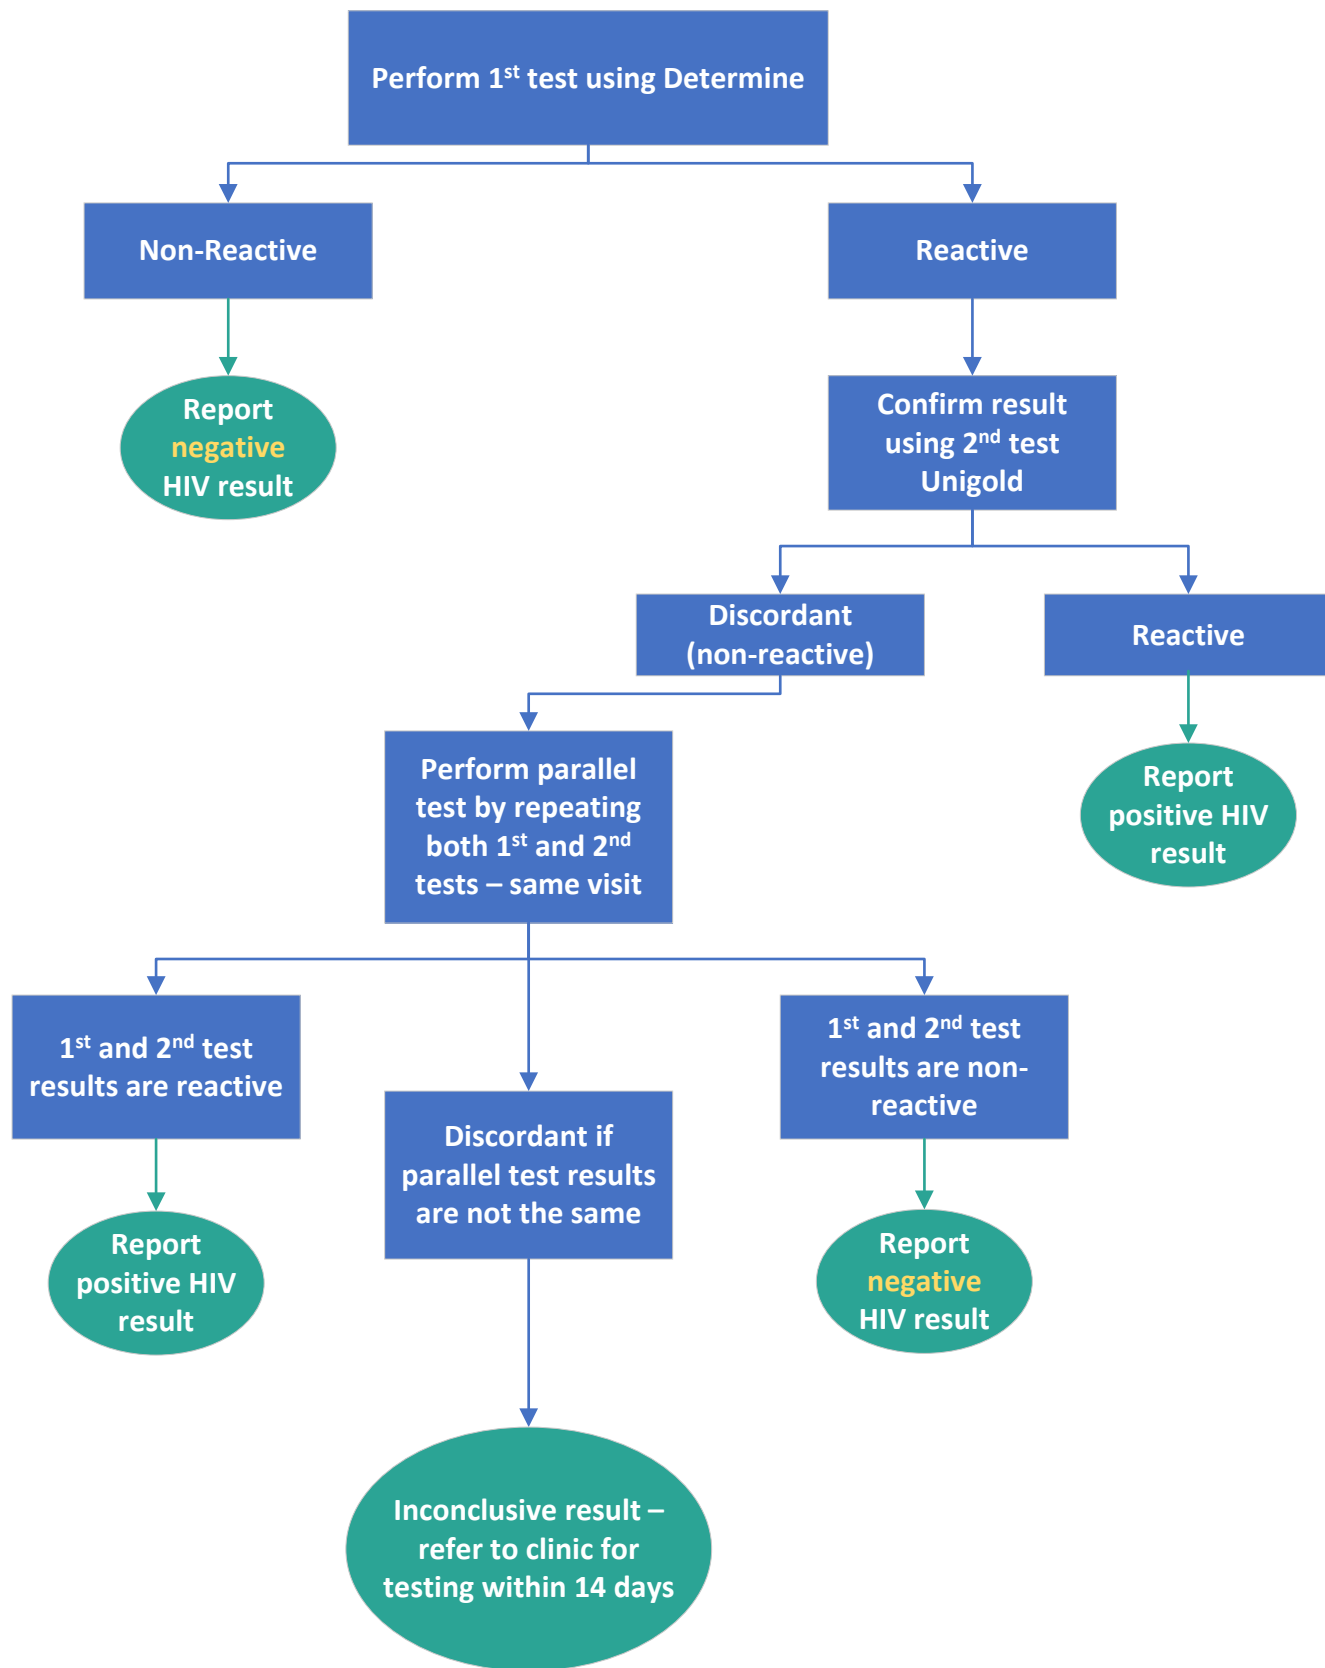 Perform 1st test using Determine
Non-Reactive
Reactive
Report
negative
HIV result
Confirm result
using 2nd test
Unigold
Discordant
(non-reactive)
Reactive
Perform parallel
test by repeating
both 1st and 2nd
tests – same visit
Report
positive HIV
result
1st and 2nd test
results are reactive
Discordant if
parallel test results
are not the same
1st and 2nd test
results are non-
reactive
Report
positive HIV
result
Report
negative
HIV result
Inconclusive result –
refer to clinic for
testing within 14 days